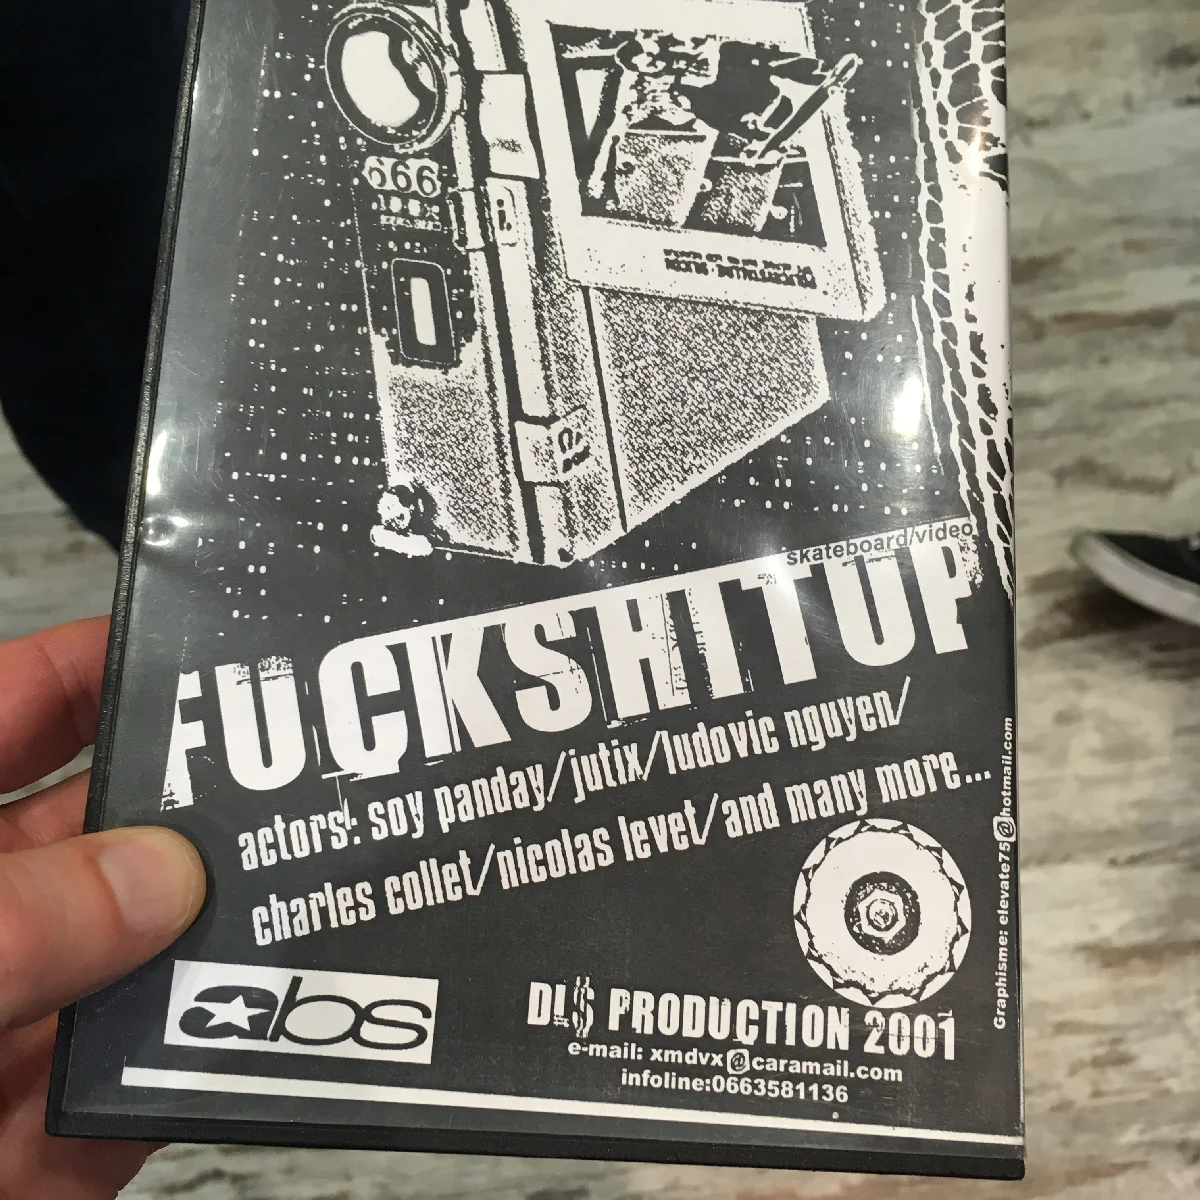 666
skateboard/video
FUCKSHITUP
actors: soy panday/jutix/ludovic nguyen/
charles collet/nicolas levet/and many more...
Graphisme: elevate75@hotmail.com
abs
DLS PRODUCTION 2001
e-mail: xmdvx@caramail.com
infoline:0663581136